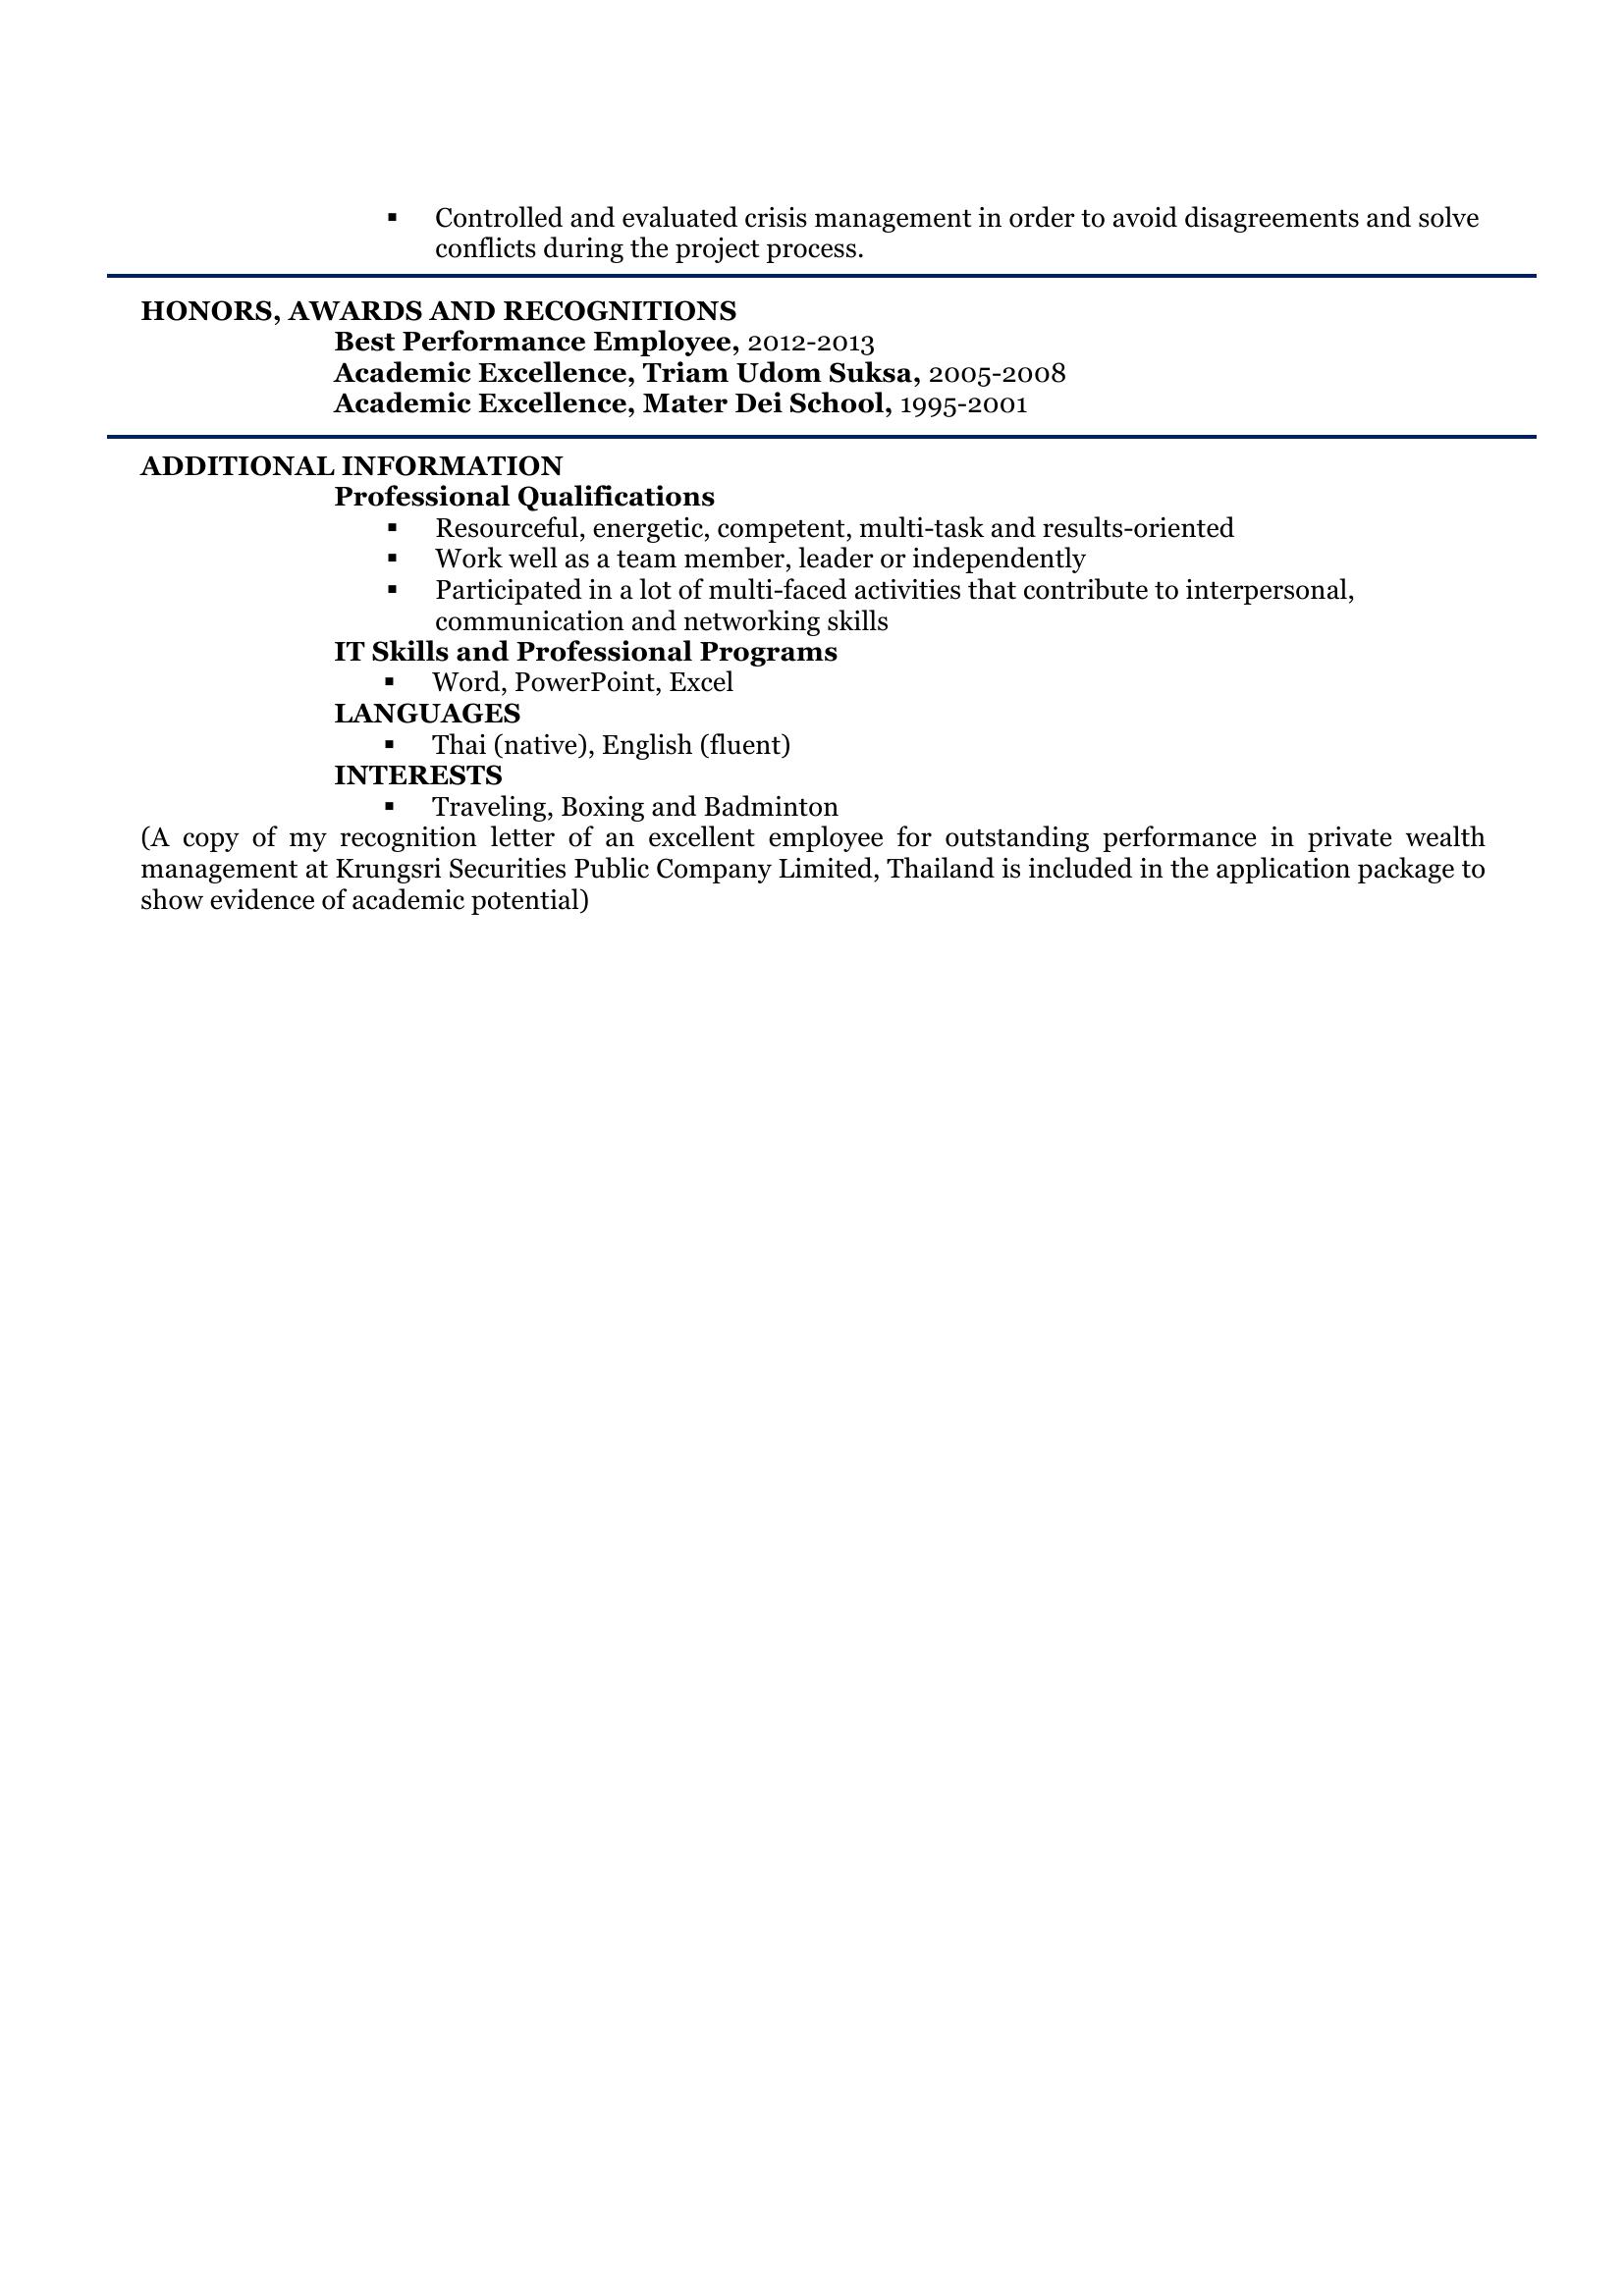 ▪ Controlled and evaluated crisis management in order to avoid disagreements and solve
conflicts during the project process.
HONORS, AWARDS AND RECOGNITIONS
Best Performance Employee, 2012-2013
Academic Excellence, Triam Udom Suksa, 2005-2008
Academic Excellence, Mater Dei School, 1995-2001
ADDITIONAL INFORMATION
Professional Qualifications
▪ Resourceful, energetic, competent, multi-task and results-oriented
▪ Work well as a team member, leader or independently
▪ Participated in a lot of multi-faced activities that contribute to interpersonal,
communication and networking skills
IT Skills and Professional Programs
▪ Word, PowerPoint, Excel
LANGUAGES
▪ Thai (native), English (fluent)
INTERESTS
▪ Traveling, Boxing and Badminton
(A copy of my recognition letter of an excellent employee for outstanding performance in private wealth
management at Krungsri Securities Public Company Limited, Thailand is included in the application package to
show evidence of academic potential)